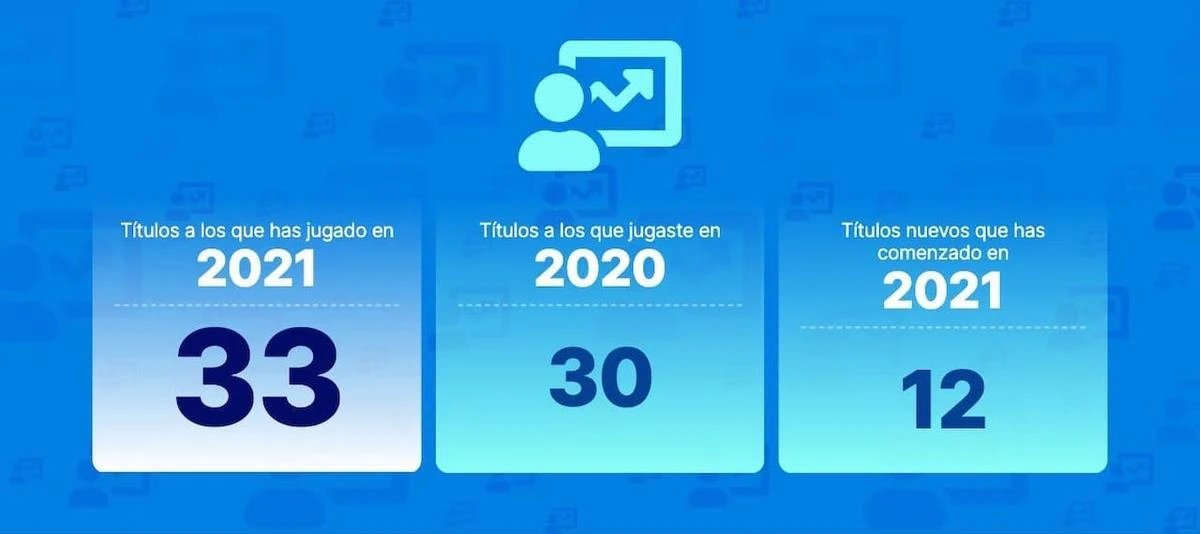 Títulos a los que has jugado en
2021
33
Títulos a los que jugaste en
2020
30
Títulos nuevos que has
comenzado en
2021
12